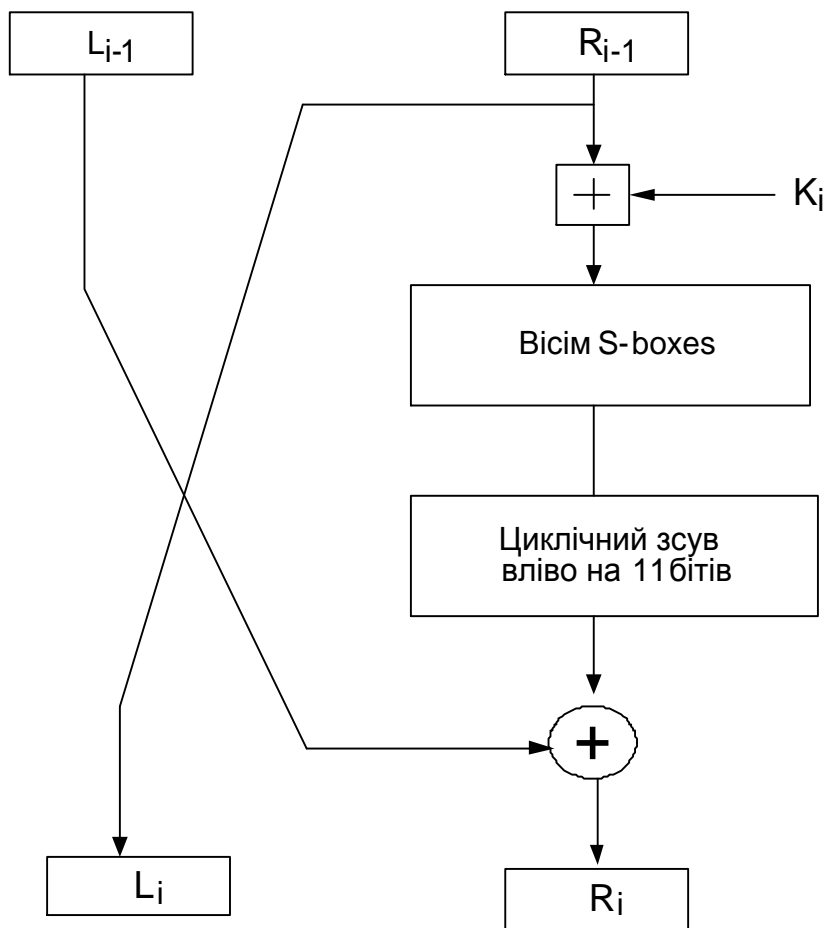 Li-1
Ri-1
Ki
Вісім S-boxes
Циклічний зсув
вліво на 11бітів
+
Li
Ri